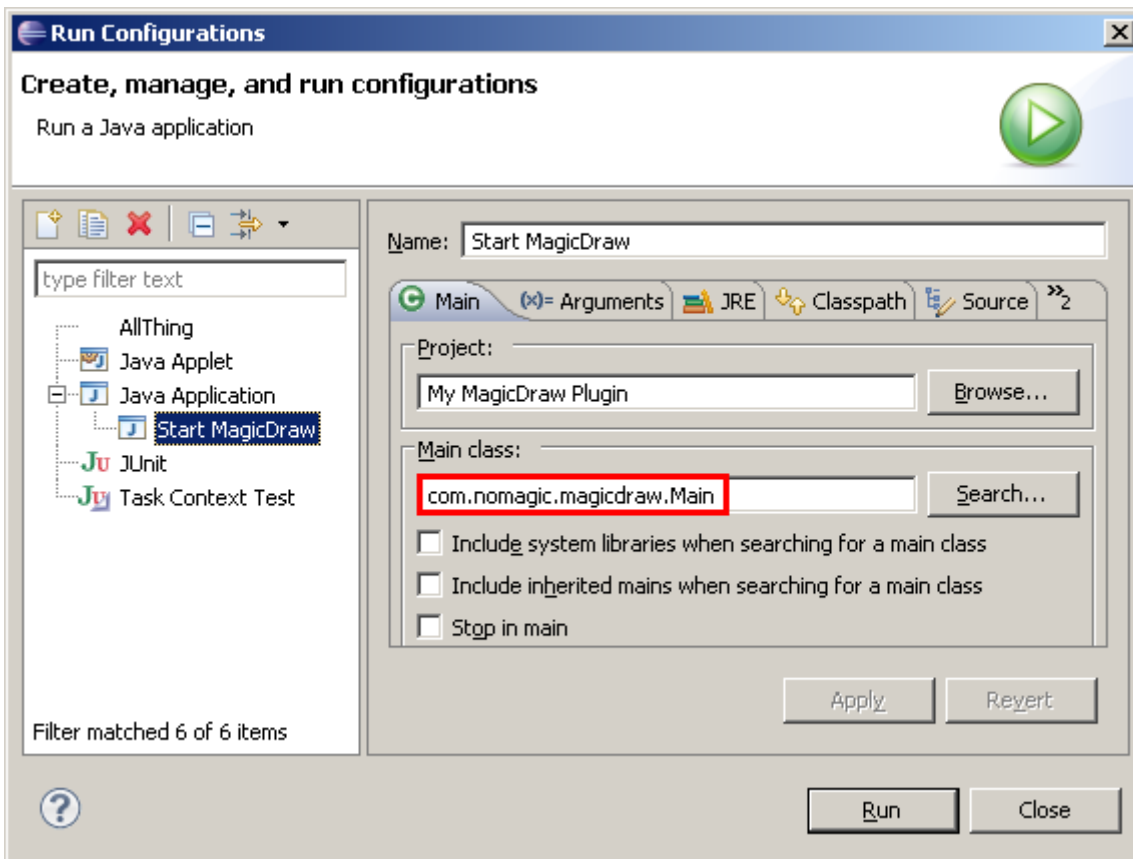 Run Configurations
Create, manage, and run configurations
Run a Java application
type filter text
AllThing
Java Applet
Java Application
Start MagicDraw
JUnit
Task Context Test
Filter matched 6 of 6 items
Name: Start MagicDraw
Main (x)= Arguments JRE Classpath Source »2
Project:
My MagicDraw Plugin Browse...
Main class:
com.nomagic.magicdraw.Main Search...
Include system libraries when searching for a main class
Include inherited mains when searching for a main class
Stop in main
Apply Revert
Run Close